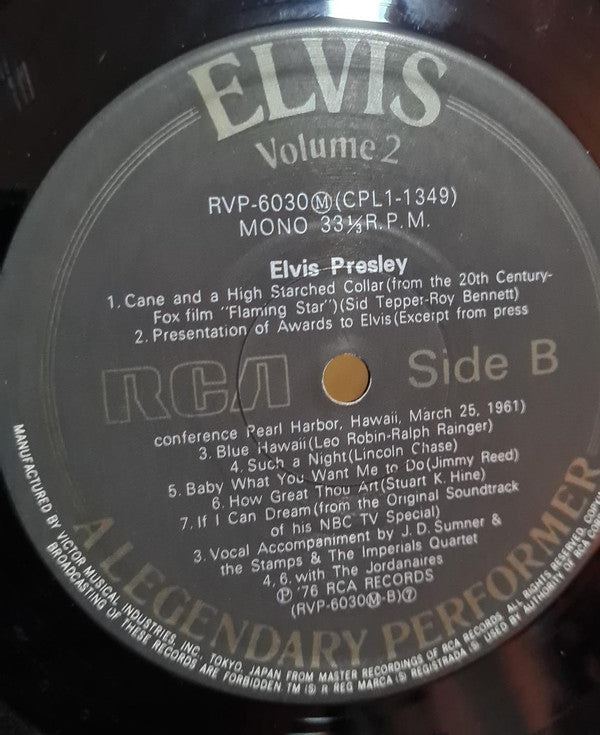 ELVIS
Volume 2
RVP-6030Ⓜ(CPL1-1349)
MONO 33⅓R.P.M.
Elvis Presley
1. Cane and a High Starched Collar(from the 20th Century-
Fox film "Flaming Star")(Sid Tepper-Roy Bennett)
2. Presentation of Awards to Elvis(Excerpt from press
RCA
Side B
conference Pearl Harbor, Hawaii, March 25, 1961)
3. Blue Hawaii(Leo Robin-Ralph Rainger)
4. Such a Night(Lincoln Chase)
5. Baby What You Want Me to Do(Jimmy Reed)
6. How Great Thou Art(Stuart K. Hine)
7. If I Can Dream(from the Original Soundtrack
of his NBC TV Special)
3. Vocal Accompaniment by J. D. Sumner &
the Stamps & The Imperials Quartet
4, 6. with The Jordanaires
Ⓟ '76 RCA RECORDS
(RVP-6030Ⓜ-B)⑦
A LEGENDARY PERFORMER
MANUFACTURED BY VICTOR MUSICAL INDUSTRIES, INC., TOKYO, JAPAN FROM MASTER RECORDINGS OF RCA RECORDS. ALL RIGHTS RESERVED.
BROADCASTING OF THESE RECORDS ARE FORBIDDEN. TM (S) R REG MARCA (S) REGISTRADA (S) USED BY AUTHORITY OF RCA